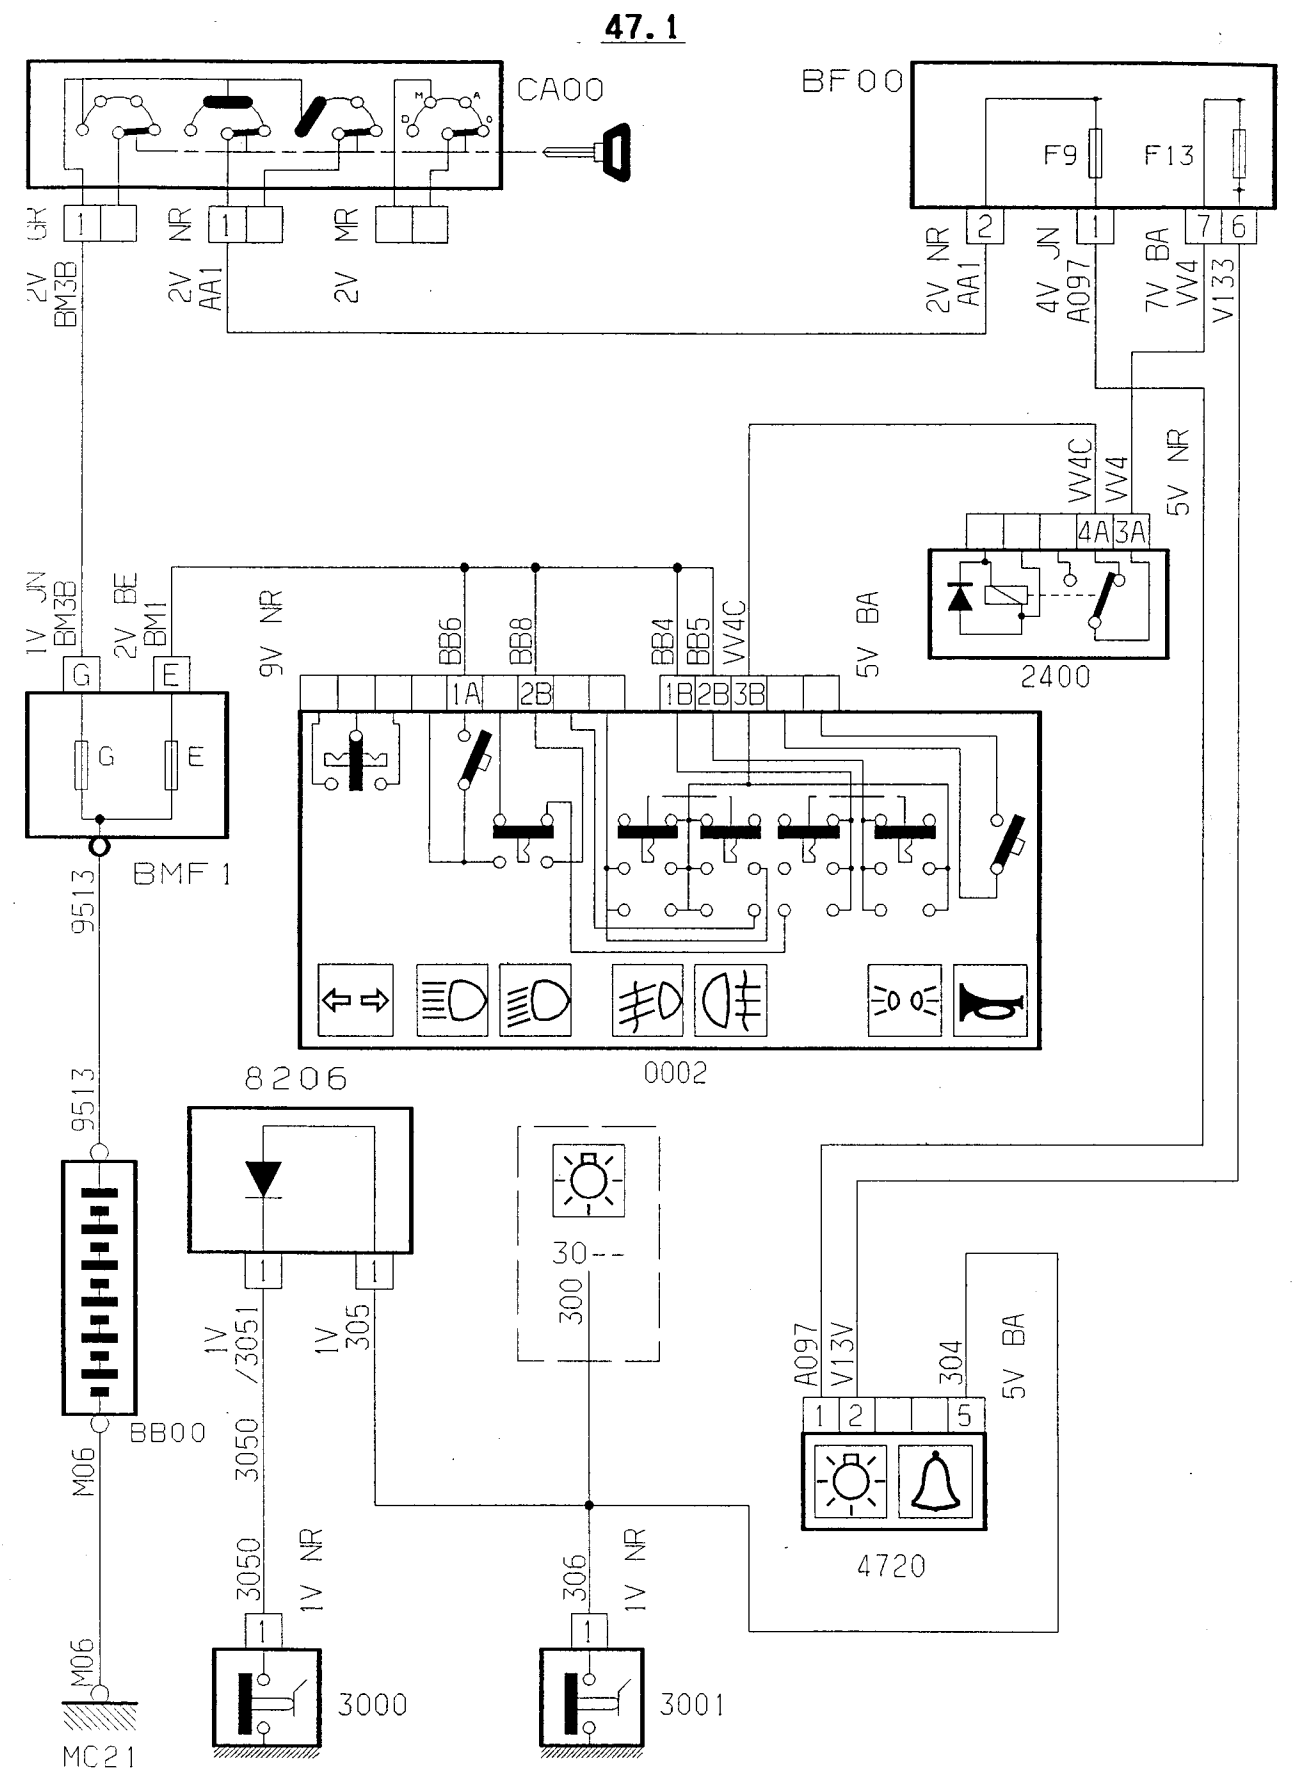 47.1
CA00
BF00
M A
D O
F9 F13
1 1
2 1 7 6
GR
2V
BM3B
NR
2V
AA1
MR
2V
2V NR
AA1
4V JN
A097
7V BA
VV4
V133
VV4C
VV4
5V NR
4A 3A
2400
1V JN
BM3B
2V BE
BM1
9V NR
BB6
BB8
BB4
BB5
VV4C
5V BA
G E
1A 2B 1B 2B 3B
G E
BMF1
9513
9513
0002
8206
1 1
1V
/3051
1V
305
30--
300
A097
V13V
304
5V BA
1 2 5
4720
BB00
M06
M06
MC21
3050
3050
1V NR
306
1V NR
1 1
3000
3001